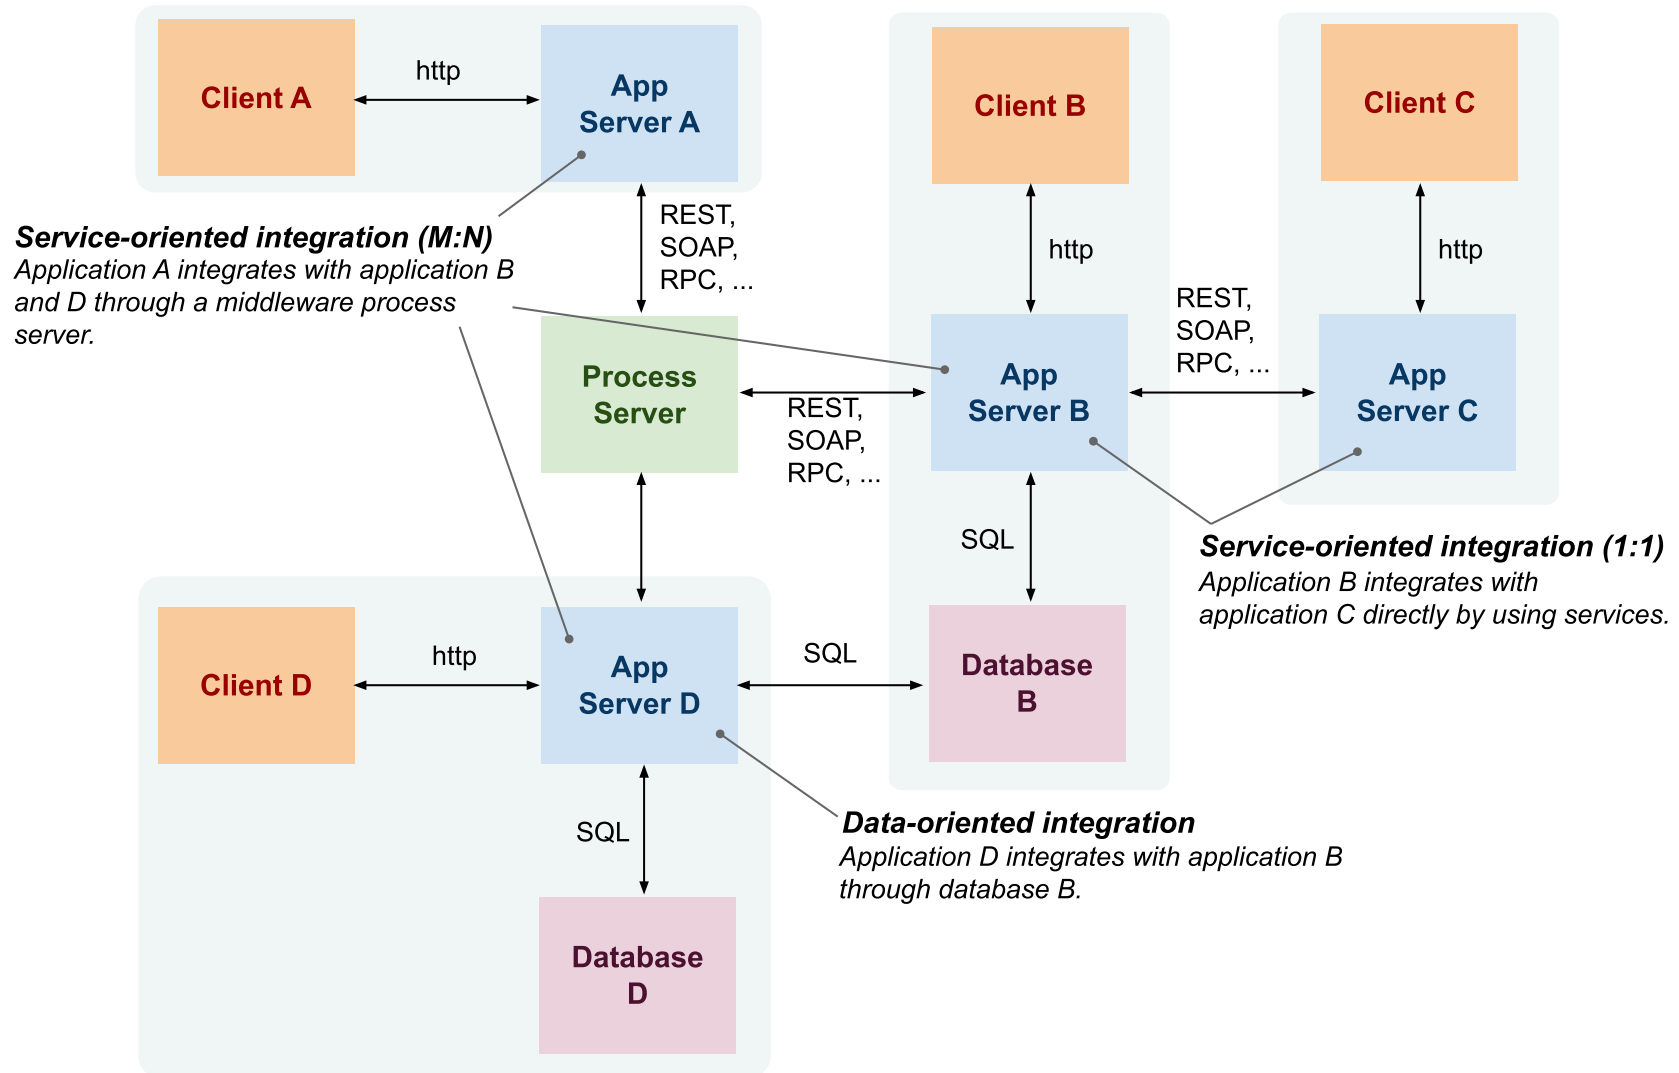 Client A
http
App
Server A
Client B
Client C
REST,
SOAP,
RPC, ...
Service-oriented integration (M:N)
Application A integrates with application B
and D through a middleware process
server.
http
http
REST,
SOAP,
RPC, ...
Process
Server
REST,
SOAP,
RPC, ...
App
Server B
App
Server C
SQL
Service-oriented integration (1:1)
Application B integrates with
application C directly by using services.
Client D
http
App
Server D
SQL
Database
B
SQL
Data-oriented integration
Application D integrates with application B
through database B.
Database
D